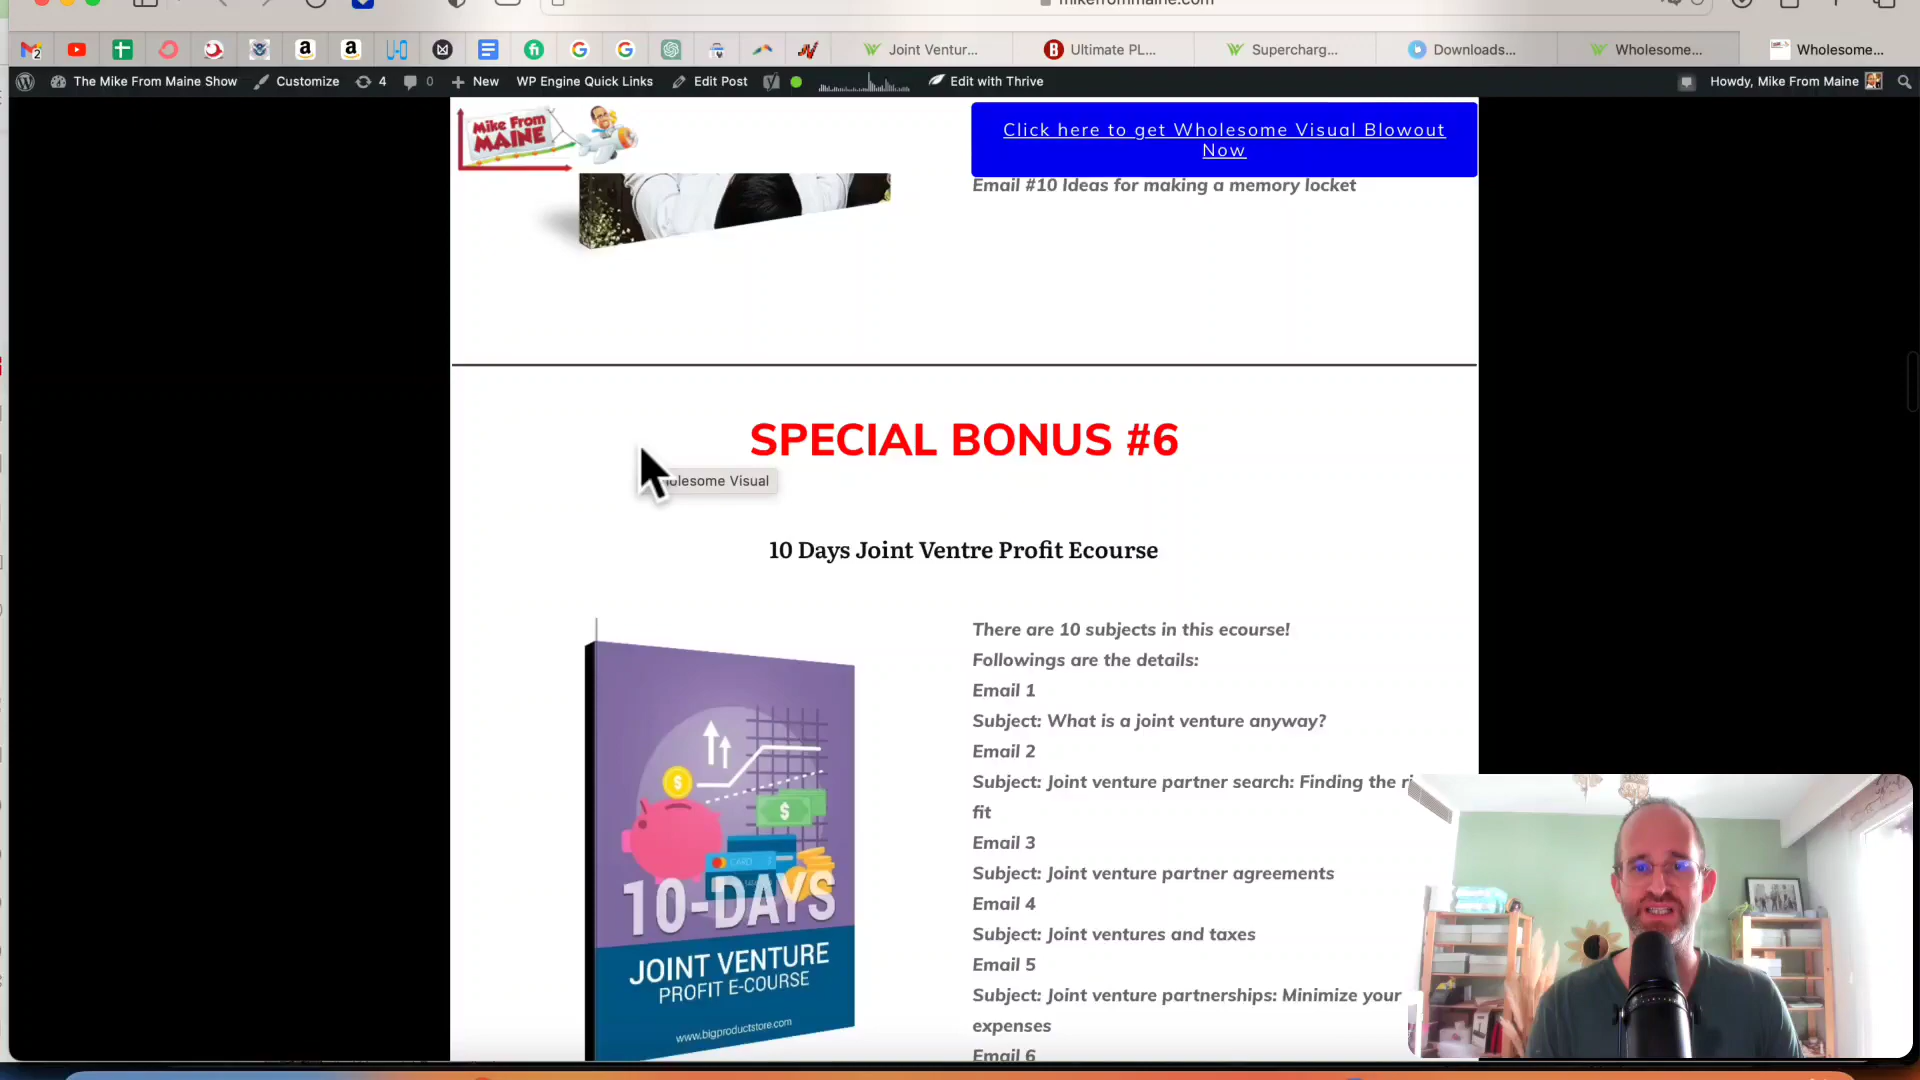 mikefrommaine.com
2
Joint Ventur...
Ultimate PL...
Supercharg...
Downloads...
Wholesome...
Wholesome...
The Mike From Maine Show
Customize
4
0
New
WP Engine Quick Links
Edit Post
Edit with Thrive
Howdy, Mike From Maine
Mike From
MAINE
Click here to get Wholesome Visual Blowout
Now
Email #10 Ideas for making a memory locket
SPECIAL BONUS #6
olesome Visual
10 Days Joint Ventre Profit Ecourse
There are 10 subjects in this ecourse!
Followings are the details:
Email 1
Subject: What is a joint venture anyway?
Email 2
Subject: Joint venture partner search: Finding the ri
fit
Email 3
Subject: Joint venture partner agreements
Email 4
Subject: Joint ventures and taxes
Email 5
Subject: Joint venture partnerships: Minimize your
expenses
Email 6
CARD
10-DAYS
JOINT VENTURE
PROFIT E-COURSE
www.bigproductstore.com